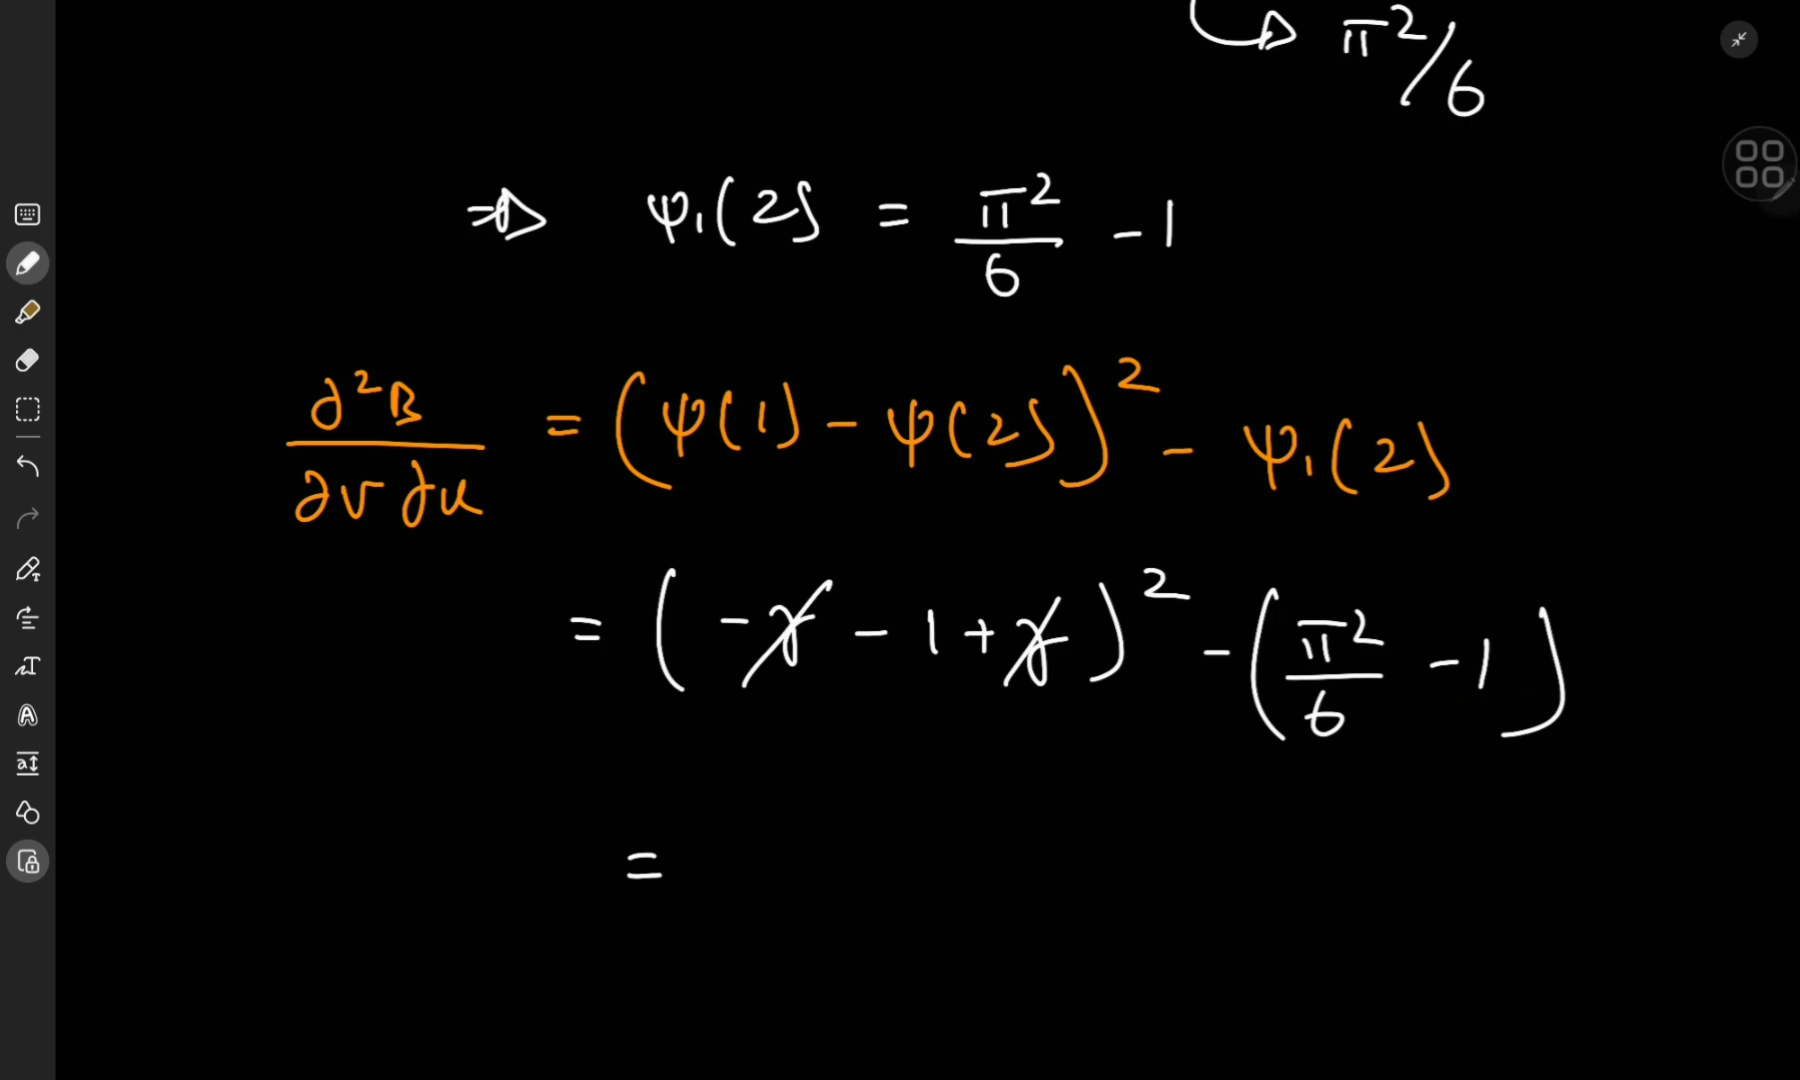 π²/6
⇒ ψ₁(2) = π²/6 - 1
∂²B/∂v∂u = (ψ(1) - ψ(2))² - ψ₁(2)
= (-γ - 1 + γ)² - (π²/6 - 1)
=